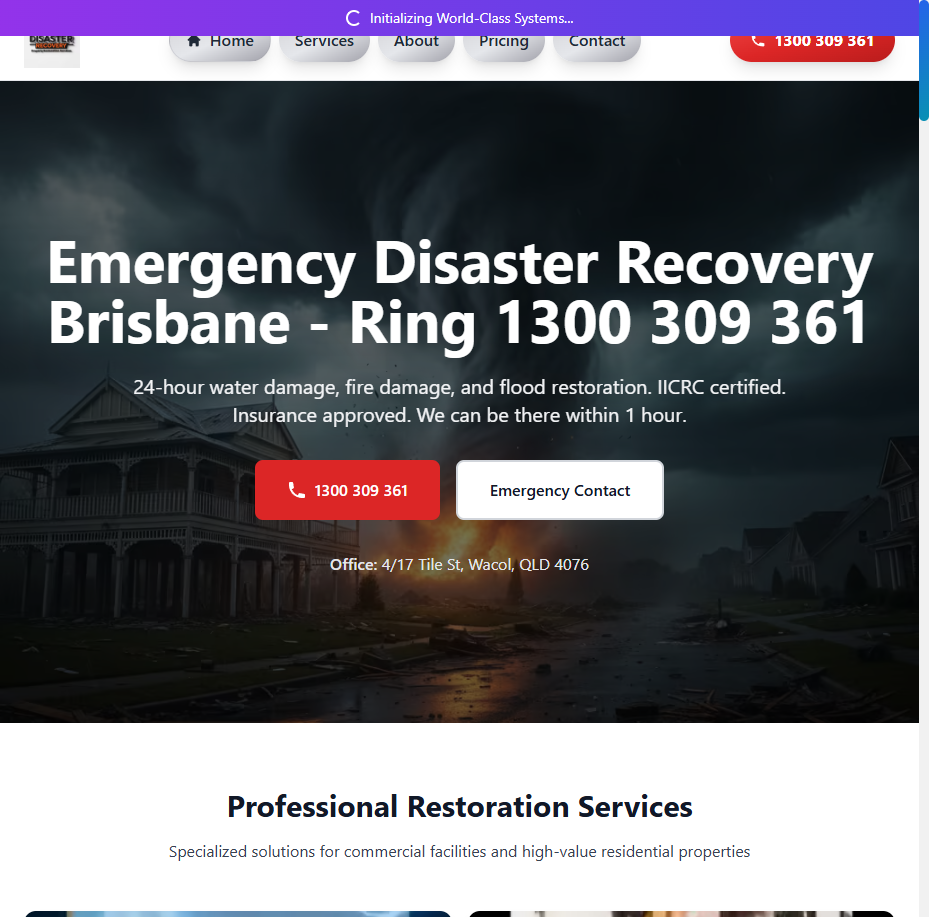 Initializing World-Class Systems...
DISASTER
RECOVERY
Home
Services
About
Pricing
Contact
1300 309 361
Emergency Disaster Recovery
Brisbane - Ring 1300 309 361
24-hour water damage, fire damage, and flood restoration. IICRC certified.
Insurance approved. We can be there within 1 hour.
1300 309 361
Emergency Contact
Office: 4/17 Tile St, Wacol, QLD 4076
Professional Restoration Services
Specialized solutions for commercial facilities and high-value residential properties